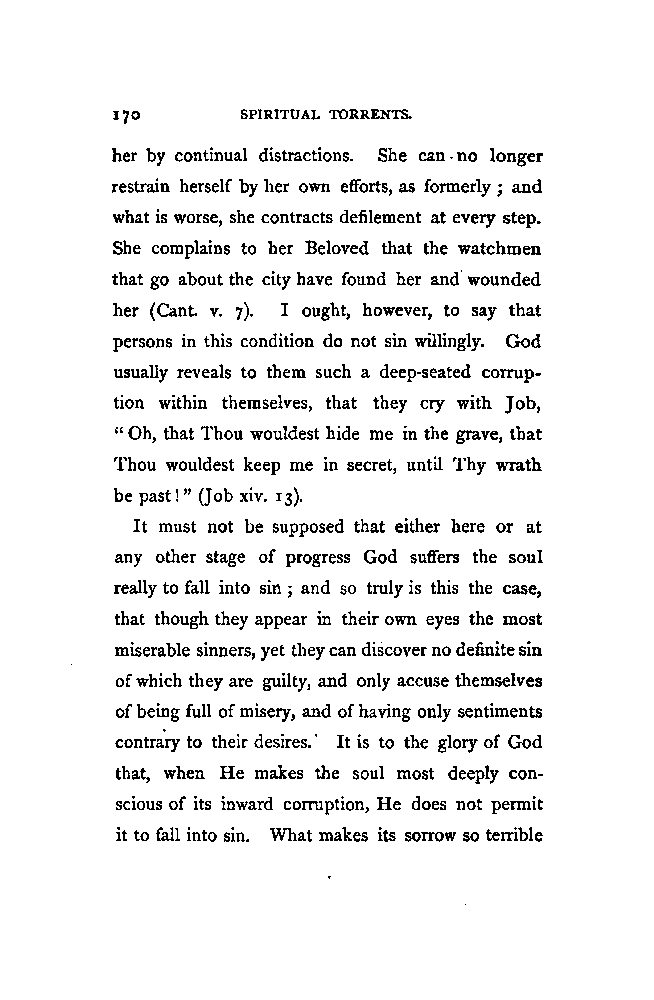 170 SPIRITUAL TORRENTS.
her by continual distractions. She can no longer
restrain herself by her own efforts, as formerly ; and
what is worse, she contracts defilement at every step.
She complains to her Beloved that the watchmen
that go about the city have found her and wounded
her (Cant. v. 7). I ought, however, to say that
persons in this condition do not sin willingly. God
usually reveals to them such a deep-seated corrup-
tion within themselves, that they cry with Job,
“ Oh, that Thou wouldest hide me in the grave, that
Thou wouldest keep me in secret, until Thy wrath
be past ! ” (Job xiv. 13).
It must not be supposed that either here or at
any other stage of progress God suffers the soul
really to fall into sin ; and so truly is this the case,
that though they appear in their own eyes the most
miserable sinners, yet they can discover no definite sin
of which they are guilty, and only accuse themselves
of being full of misery, and of having only sentiments
contrary to their desires. It is to the glory of God
that, when He makes the soul most deeply con-
scious of its inward corruption, He does not permit
it to fall into sin. What makes its sorrow so terrible